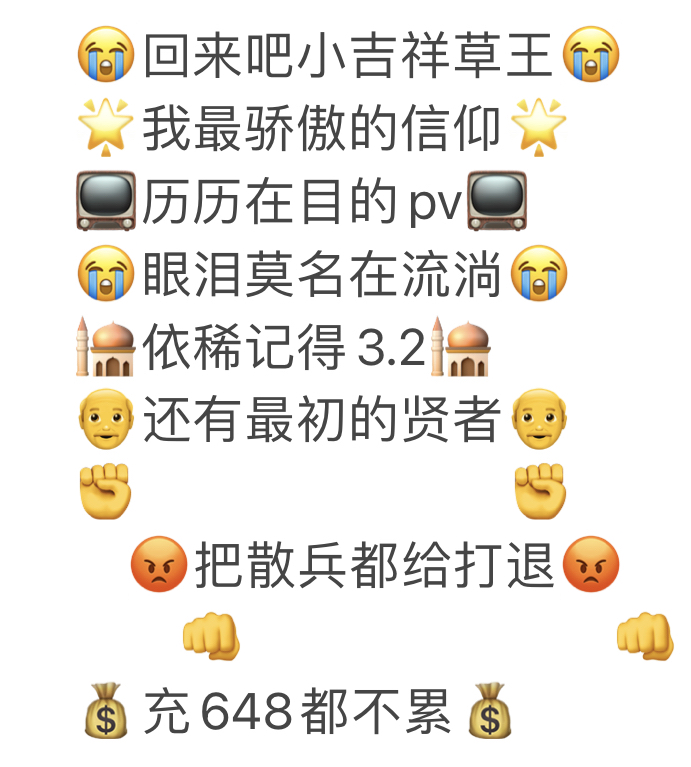 😭回来吧小吉祥草王😭
🌟我最骄傲的信仰🌟
📺历历在目的pv📺
😭眼泪莫名在流淌😭
🕌依稀记得3.2🕌
👴还有最初的贤者👴
✊ ✊
😡把散兵都给打退😡
👊 👊
💰充648都不累💰